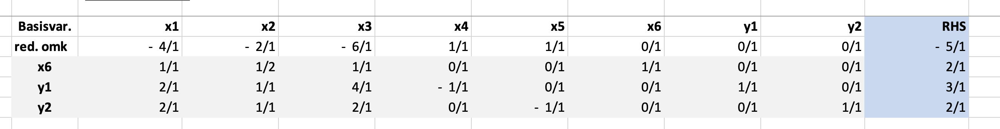 Basisvar. x1 x2 x3 x4 x5 x6 y1 y2 RHS
red. omk - 4/1 - 2/1 - 6/1 1/1 1/1 0/1 0/1 0/1 - 5/1
x6 1/1 1/2 1/1 0/1 0/1 1/1 0/1 0/1 2/1
y1 2/1 1/1 4/1 - 1/1 0/1 0/1 1/1 0/1 3/1
y2 2/1 1/1 2/1 0/1 - 1/1 0/1 0/1 1/1 2/1